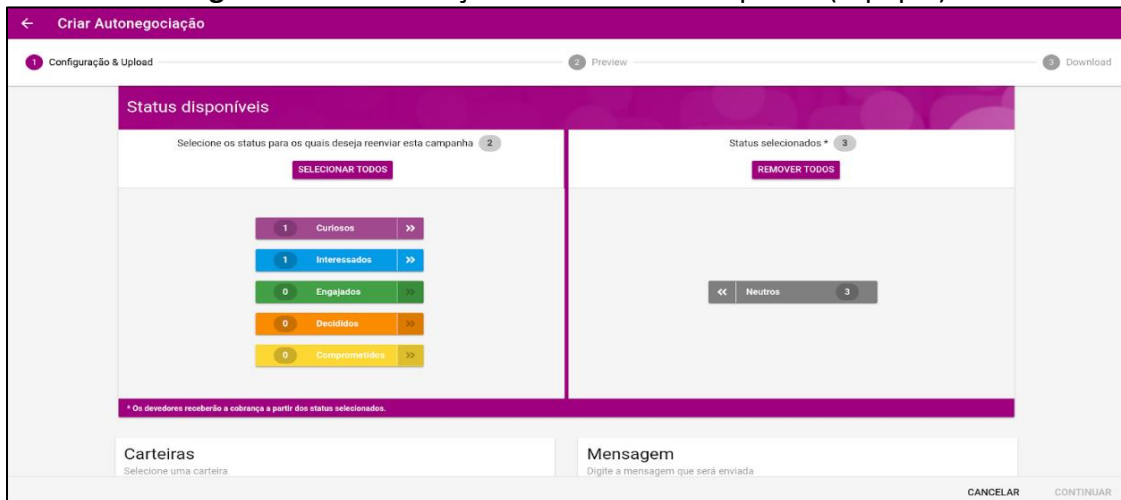 ← Criar Autonegociação
1 Configuração & Upload
2 Preview
3 Download
Status disponíveis
Selecione os status para os quais deseja reenviar esta campanha 2
SELECIONAR TODOS
Status selecionados * 3
REMOVER TODOS
1 Curiosos »
1 Interessados »
0 Engajados »
0 Decididos »
0 Comprometidos »
« Neutros 3
* Os devedores receberão a cobrança a partir dos status selecionados.
Carteiras
Selecione uma carteira
Mensagem
Digite a mensagem que será enviada
CANCELAR
CONTINUAR